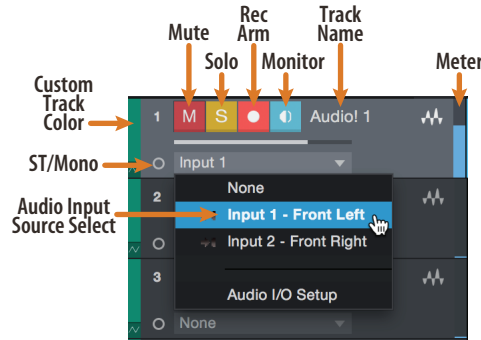 Mute
Solo
Rec
Arm
Monitor
Track
Name
Meter
Custom
Track
Color
1 M S Audio! 1
ST/Mono
Input 1
None
Audio Input
Source Select
2
Input 1 - Front Left
Input 2 - Front Right
3
Audio I/O Setup
None